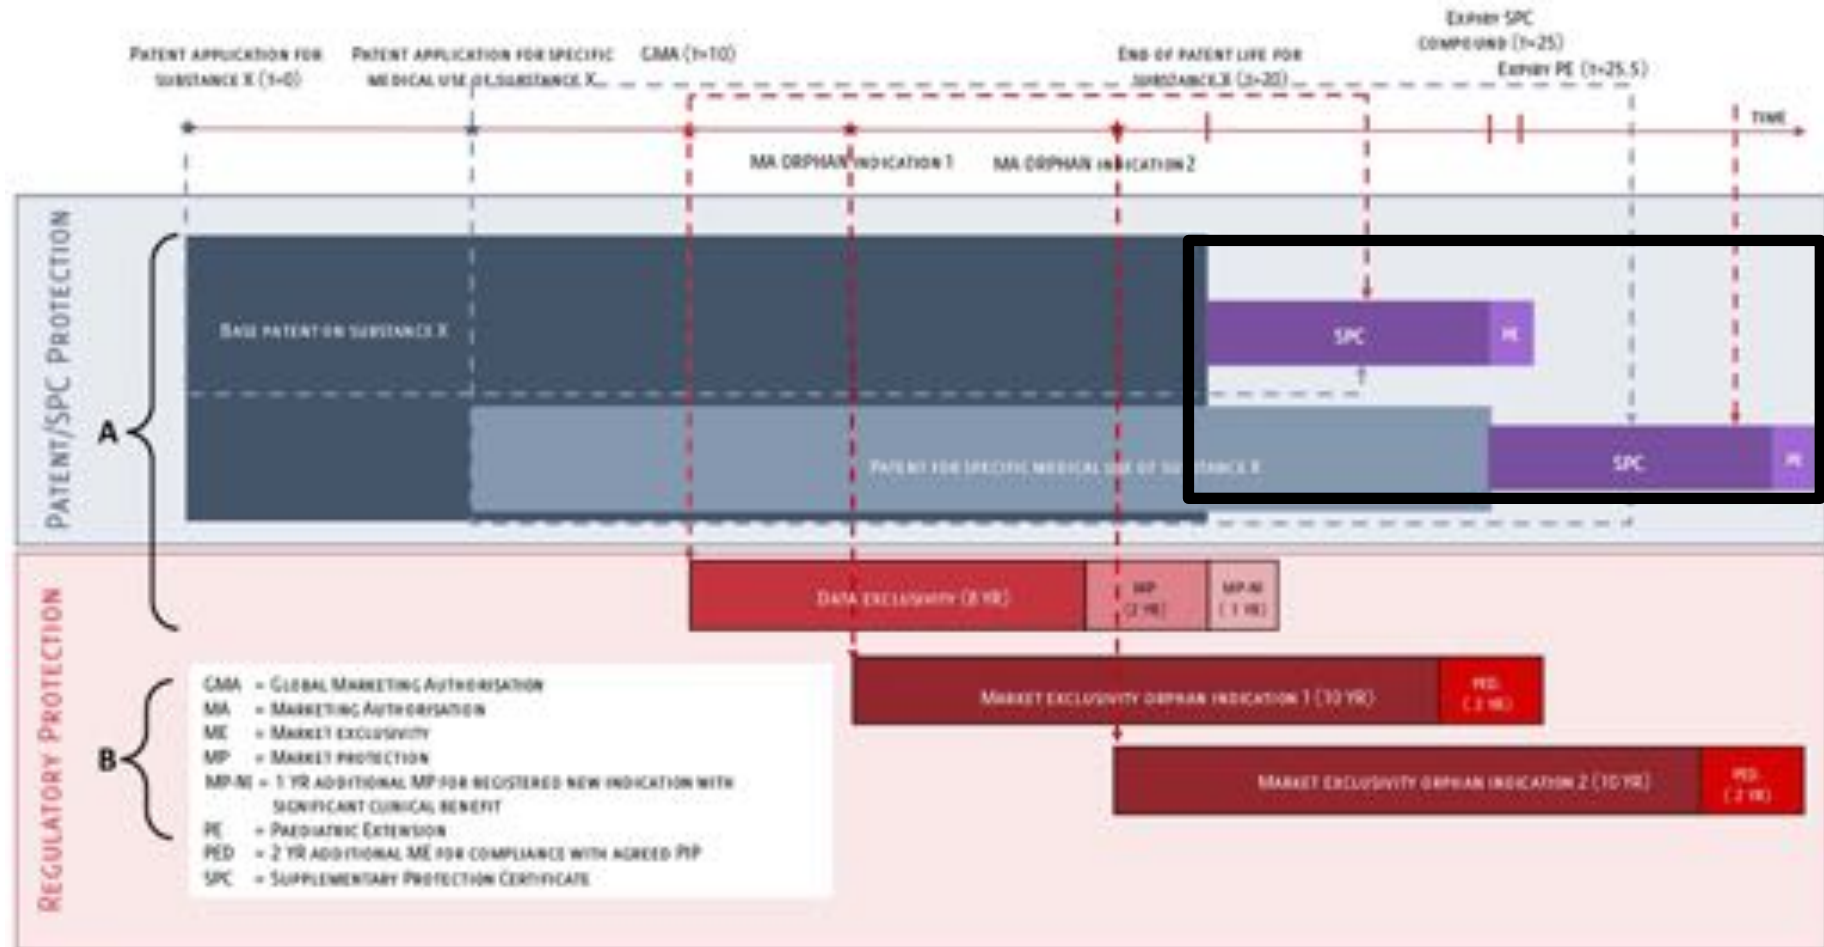 EXPIRY SPC
COMPOUND (T=25)
PATENT APPLICATION FOR
SUBSTANCE X (T=0)
PATENT APPLICATION FOR SPECIFIC
MEDICAL USE OF SUBSTANCE X
GMA (T=10)
END OF PATENT LIFE FOR
SUBSTANCE X (T=20)
EXPIRY PE (T=25.5)
TIME
MA ORPHAN INDICATION 1
MA ORPHAN INDICATION 2
PATENT/SPC PROTECTION
A
BASE PATENT ON SUBSTANCE X
SPC
PE
PATENT FOR SPECIFIC MEDICAL USE OF SUBSTANCE X
SPC
PE
REGULATORY PROTECTION
DATA EXCLUSIVITY (8 YR)
MP
(2 YR)
MP-NI
(1 YR)
MARKET EXCLUSIVITY ORPHAN INDICATION 1 (10 YR)
PED
(2 YR)
MARKET EXCLUSIVITY ORPHAN INDICATION 2 (10 YR)
PED
(2 YR)
B
GMA = GLOBAL MARKETING AUTHORISATION
MA = MARKETING AUTHORISATION
ME = MARKET EXCLUSIVITY
MP = MARKET PROTECTION
MP-NI = 1 YR ADDITIONAL MP FOR REGISTERED NEW INDICATION WITH
SIGNIFICANT CLINICAL BENEFIT
PE = PAEDIATRIC EXTENSION
PED = 2 YR ADDITIONAL ME FOR COMPLIANCE WITH AGREED PIP
SPC = SUPPLEMENTARY PROTECTION CERTIFICATE